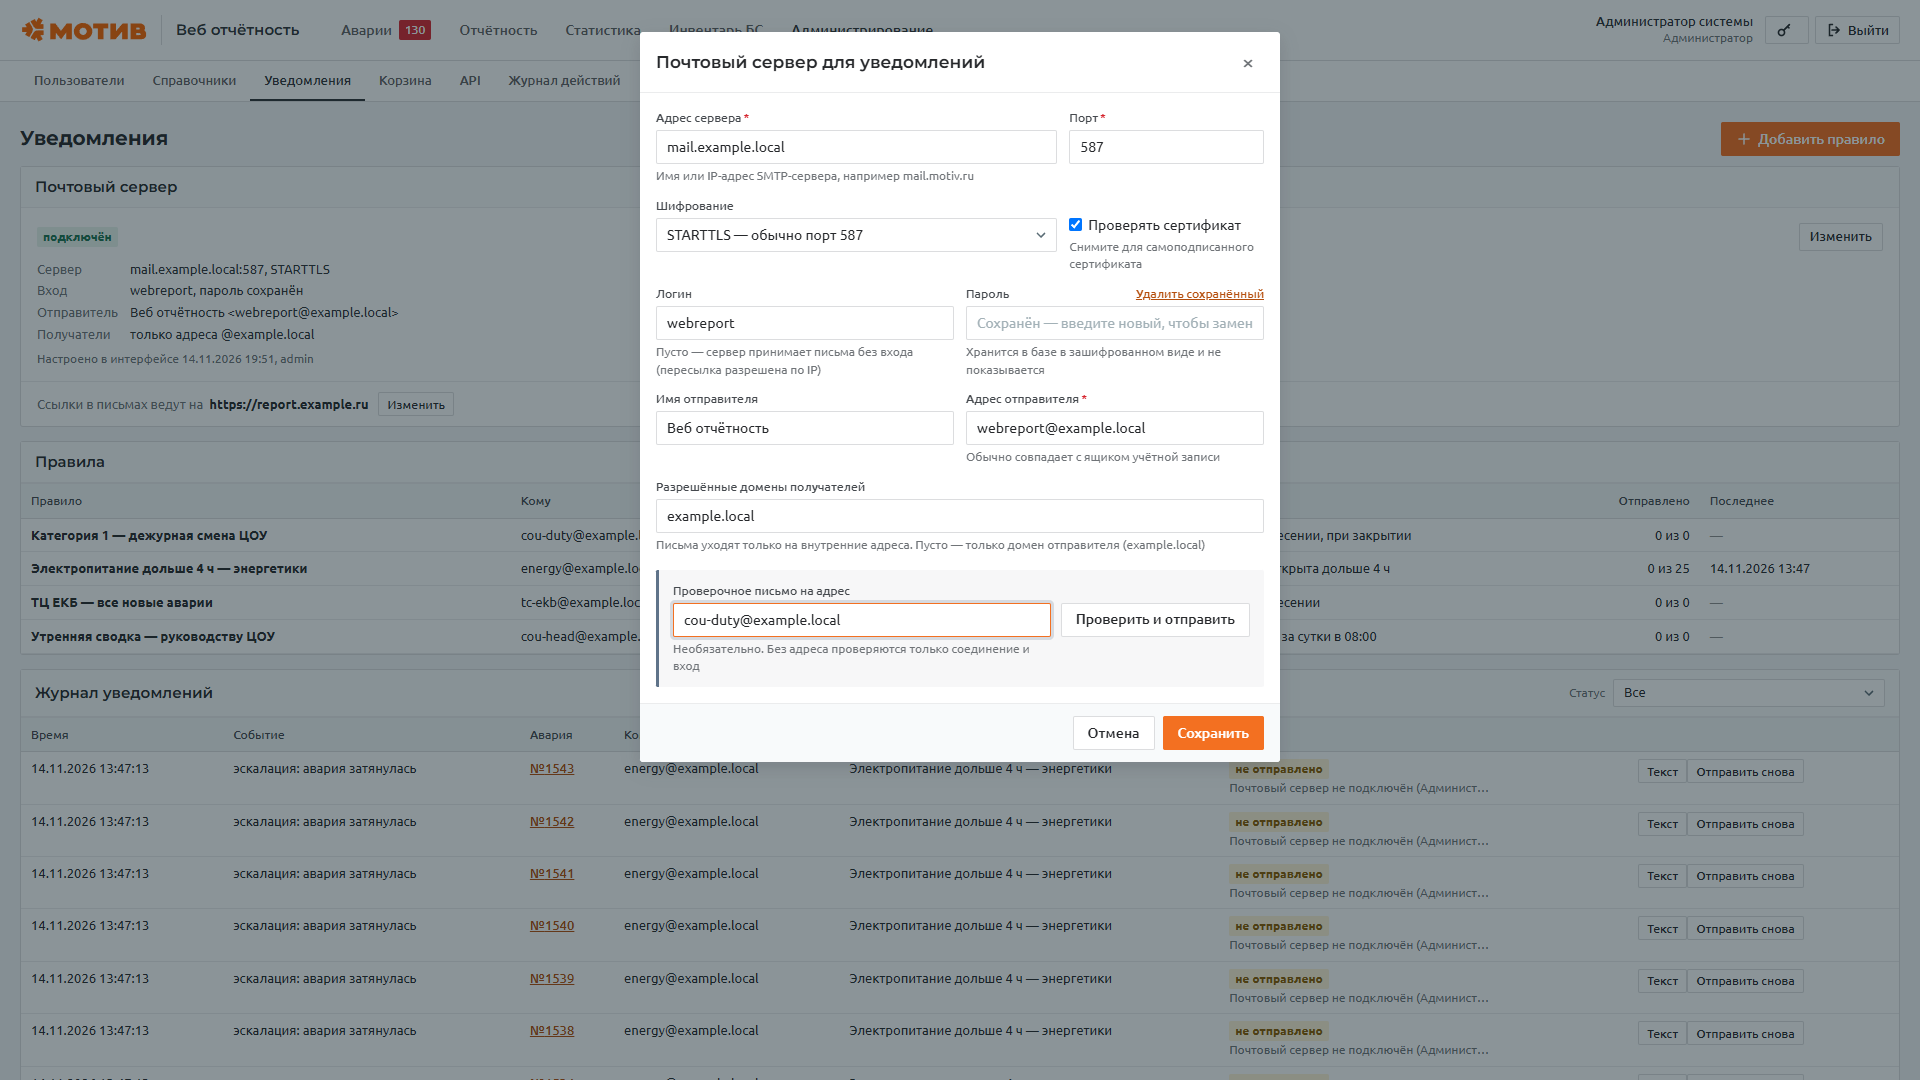 МОТИВ
Веб отчётность
Аварии 130
Отчётность
Статистика
Инвентарь БС
Администрирование
Администратор системы
Администратор
Выйти
Пользователи
Справочники
Уведомления
Корзина
API
Журнал действий
Уведомления
Добавить правило
Почтовый сервер
подключён
Изменить
Сервер mail.example.local:587, STARTTLS
Вход webreport, пароль сохранён
Отправитель Веб отчётность <webreport@example.local>
Получатели только адреса @example.local
Настроено в интерфейсе 14.11.2026 19:51, admin
Ссылки в письмах ведут на https://report.example.ru Изменить
Правила
Правило Кому Отправлено Последнее
Категория 1 — дежурная смена ЦОУ cou-duty@example. есении, при закрытии 0 из 0 —
Электропитание дольше 4 ч — энергетики energy@example.lo крыта дольше 4 ч 0 из 25 14.11.2026 13:47
ТЦ ЕКБ — все новые аварии tc-ekb@example.loc есении 0 из 0 —
Утренняя сводка — руководству ЦОУ cou-head@example. за сутки в 08:00 0 из 0 —
Журнал уведомлений
Статус Все
Время Событие Авария Ко
14.11.2026 13:47:13 эскалация: авария затянулась №1543 energy@example.local Электропитание дольше 4 ч — энергетики не отправлено Текст Отправить снова
Почтовый сервер не подключён (Админист...
14.11.2026 13:47:13 эскалация: авария затянулась №1542 energy@example.local Электропитание дольше 4 ч — энергетики не отправлено Текст Отправить снова
Почтовый сервер не подключён (Админист...
14.11.2026 13:47:13 эскалация: авария затянулась №1541 energy@example.local Электропитание дольше 4 ч — энергетики не отправлено Текст Отправить снова
Почтовый сервер не подключён (Админист...
14.11.2026 13:47:13 эскалация: авария затянулась №1540 energy@example.local Электропитание дольше 4 ч — энергетики не отправлено Текст Отправить снова
Почтовый сервер не подключён (Админист...
14.11.2026 13:47:13 эскалация: авария затянулась №1539 energy@example.local Электропитание дольше 4 ч — энергетики не отправлено Текст Отправить снова
Почтовый сервер не подключён (Админист...
14.11.2026 13:47:13 эскалация: авария затянулась №1538 energy@example.local Электропитание дольше 4 ч — энергетики не отправлено Текст Отправить снова
Почтовый сервер не подключён (Админист...
Почтовый сервер для уведомлений ×
Адрес сервера * Порт *
mail.example.local 587
Имя или IP-адрес SMTP-сервера, например mail.motiv.ru
Шифрование
STARTTLS — обычно порт 587
Проверять сертификат
Снимите для самоподписанного
сертификата
Логин Пароль Удалить сохранённый
webreport Сохранён — введите новый, чтобы замен
Пусто — сервер принимает письма без входа
(пересылка разрешена по IP)
Хранится в базе в зашифрованном виде и не
показывается
Имя отправителя Адрес отправителя *
Веб отчётность webreport@example.local
Обычно совпадает с ящиком учётной записи
Разрешённые домены получателей
example.local
Письма уходят только на внутренние адреса. Пусто — только домен отправителя (example.local)
Проверочное письмо на адрес
cou-duty@example.local Проверить и отправить
Необязательно. Без адреса проверяются только соединение и
вход
Отмена Сохранить